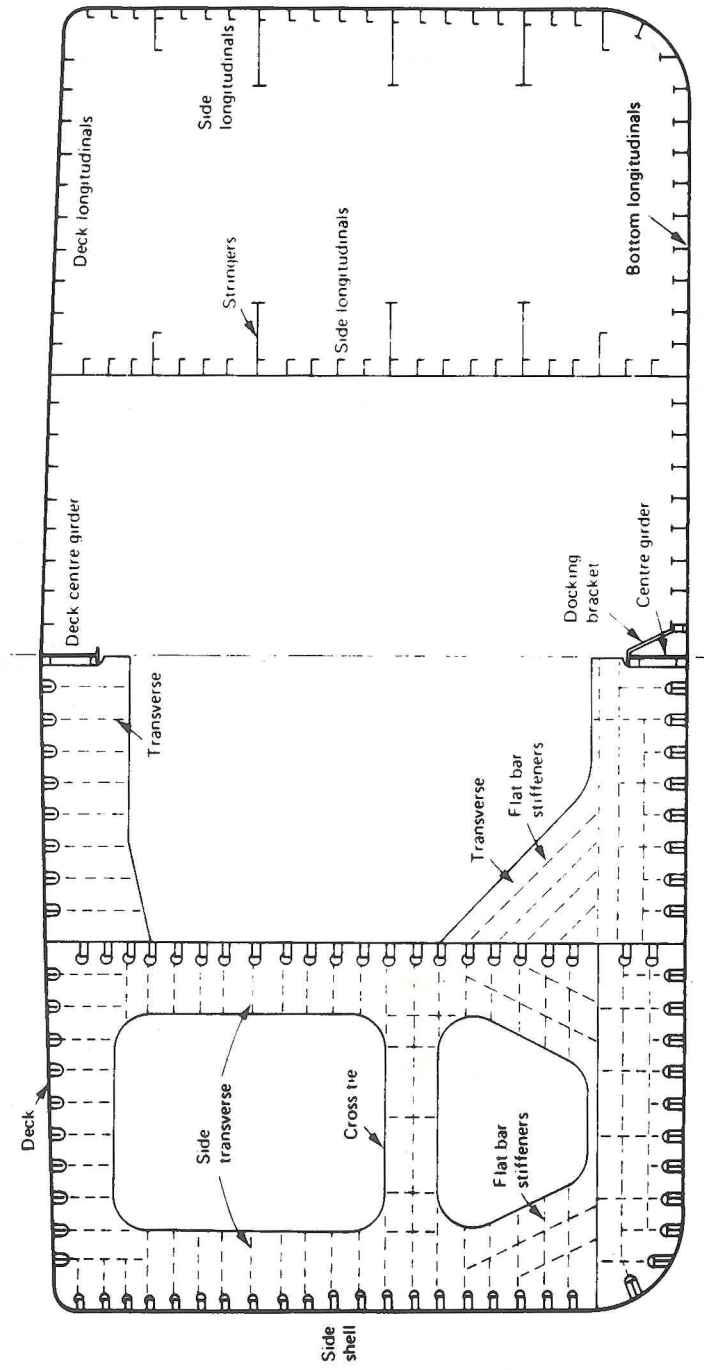 Deck
Side
transverse
Cross tie
Side
shell
Flat bar
stiffeners
Transverse
Transverse
Flat bar
stiffeners
Deck centre girder
Docking
bracket
Centre girder
Deck longitudinals
Side
longitudinals
Stringers
Side longitudinals
Bottom longitudinals